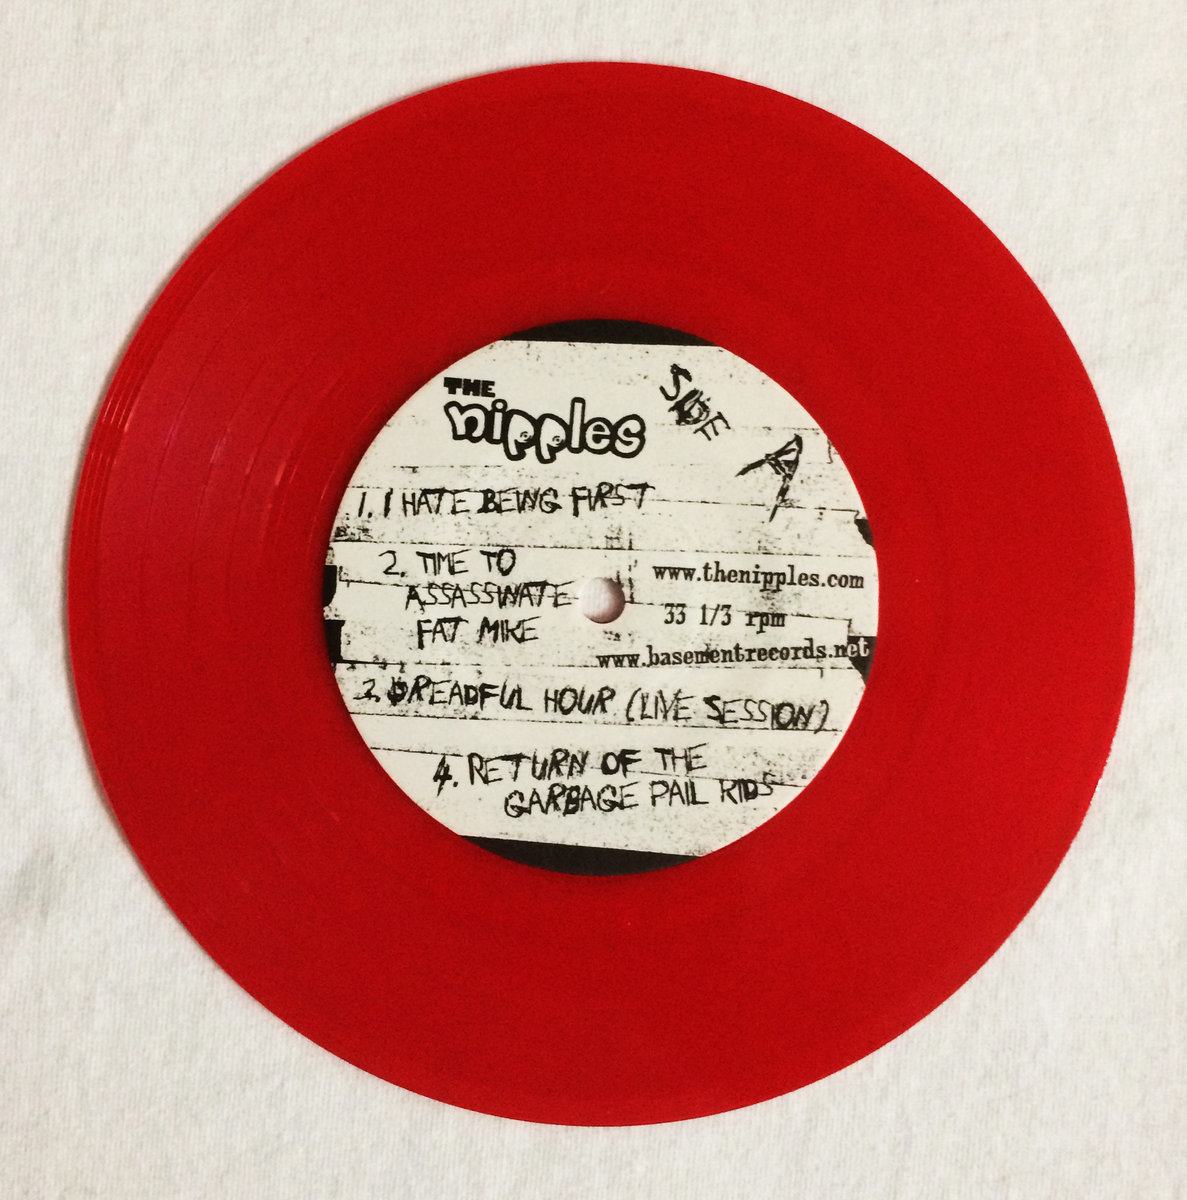 THE
nipples
SIDE
A
1. I HATE BEING FIRST
2. TIME TO
ASSASSINATE
FAT MIKE
www.thenipples.com
33 1/3 rpm
www.basementrecords.net
3. DREADFUL HOUR (LIVE SESSION)
4. RETURN OF THE
GARBAGE PAIL KIDS